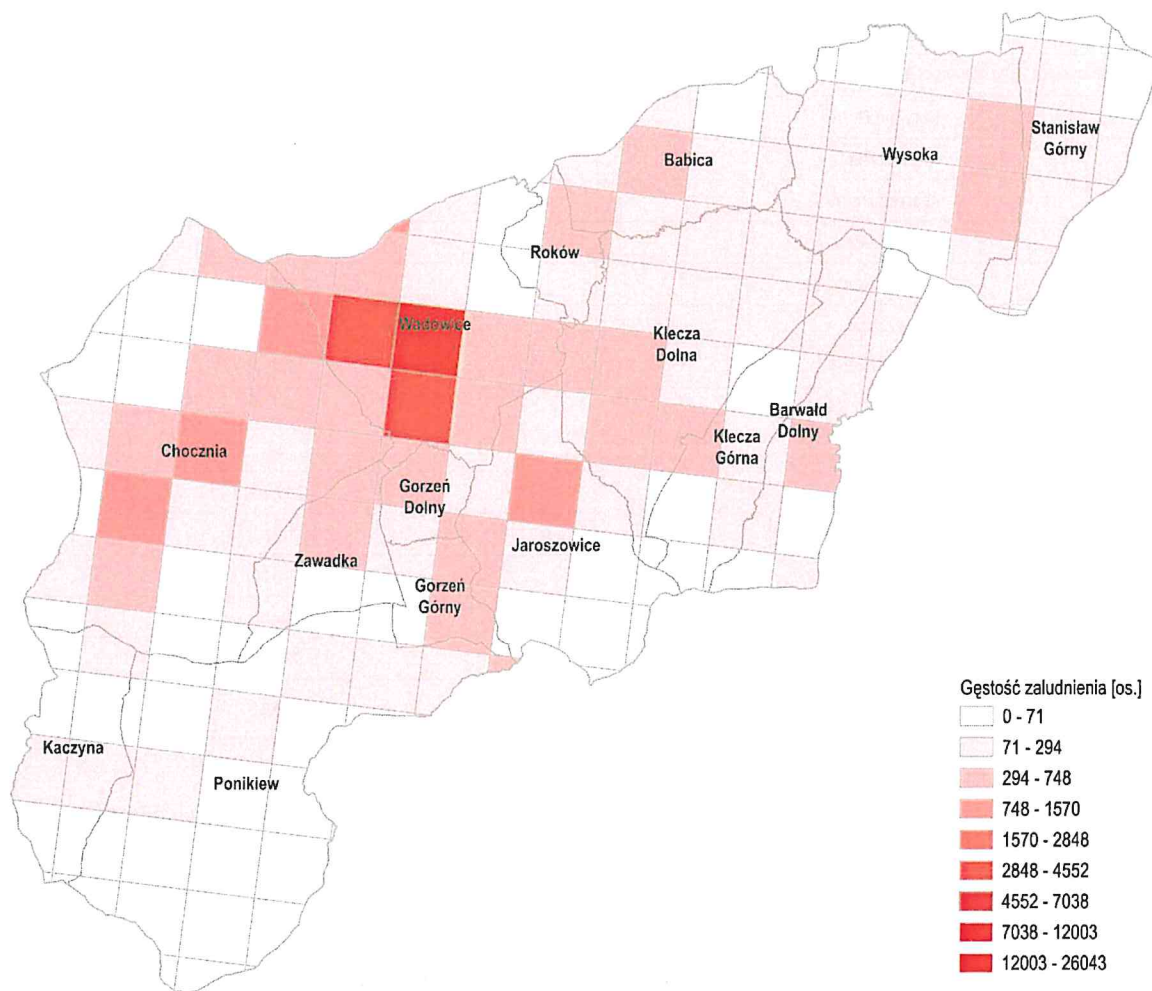 Stanisław
Górny
Wysoka
Babica
Roków
Wadowice
Klecza
Dolna
Barwałd
Dolny
Klecza
Górna
Chocznia
Gorzeń
Dolny
Jaroszowice
Zawadka
Gorzeń
Górny
Kaczyna
Ponikiew
Gęstość zaludnienia [os.]
0 - 71
71 - 294
294 - 748
748 - 1570
1570 - 2848
2848 - 4552
4552 - 7038
7038 - 12003
12003 - 26043